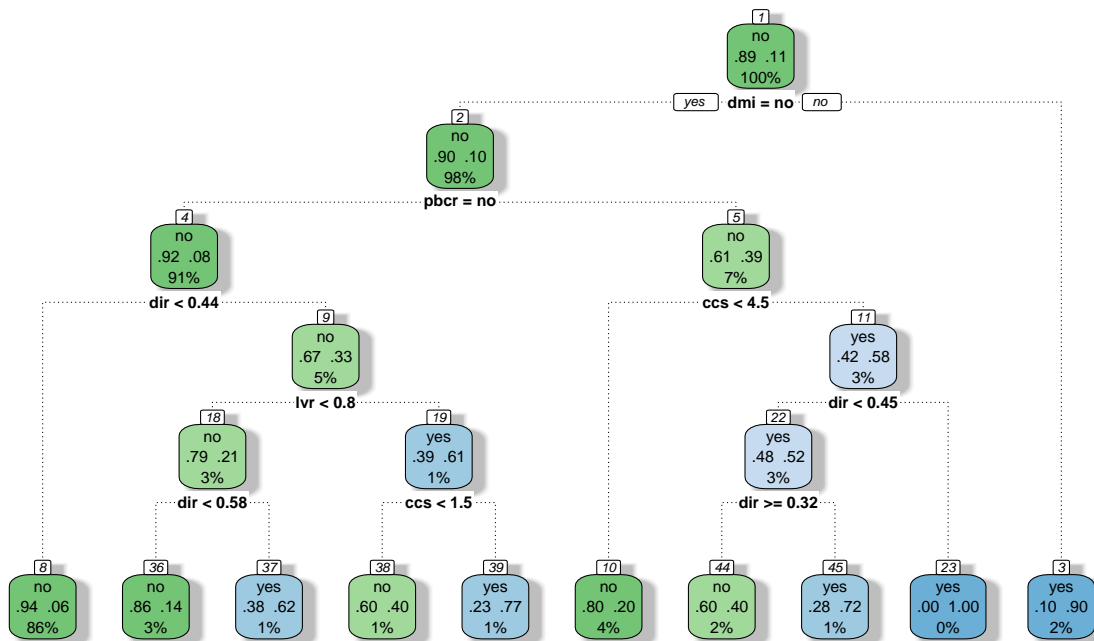 1
no
.89 .11
100%
yes
dmi = no
no
2
no
.90 .10
98%
pbcr = no
4
no
.92 .08
91%
dir < 0.44
5
no
.61 .39
7%
ccs < 4.5
9
no
.67 .33
5%
lvr < 0.8
11
yes
.42 .58
3%
dir < 0.45
18
no
.79 .21
3%
dir < 0.58
19
yes
.39 .61
1%
ccs < 1.5
22
yes
.48 .52
3%
dir >= 0.32
8
no
.94 .06
86%
36
no
.86 .14
3%
37
yes
.38 .62
1%
38
no
.60 .40
1%
39
yes
.23 .77
1%
10
no
.80 .20
4%
44
no
.60 .40
2%
45
yes
.28 .72
1%
23
yes
.00 1.00
0%
3
yes
.10 .90
2%